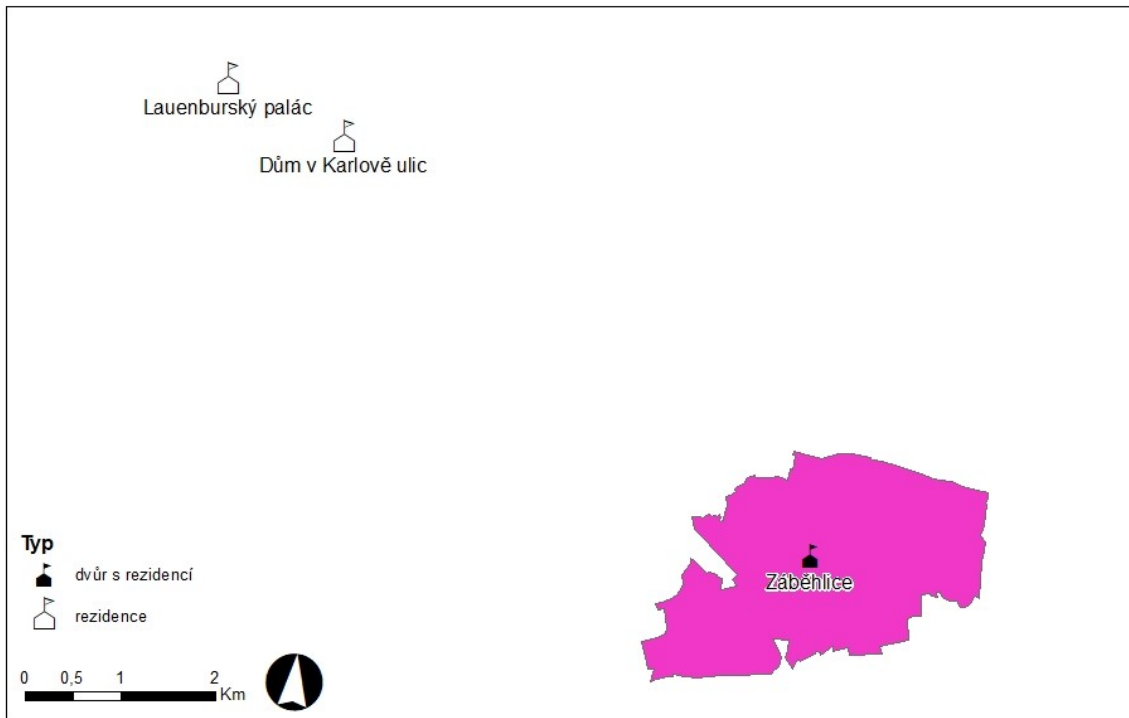 Lauenburský palác
Dům v Karlově ulic
Záběhlice
Typ
dvůr s rezidencí
rezidence
0 0,5 1 2
Km